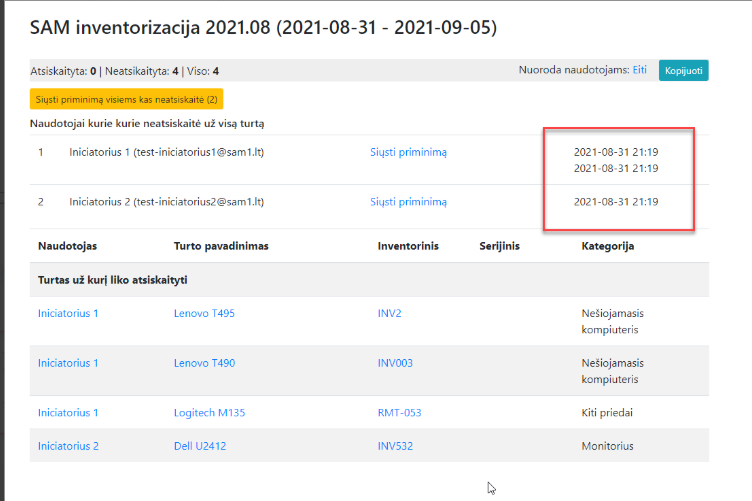 SAM inventorizacija 2021.08 (2021-08-31 - 2021-09-05)
Atsiskaityta: 0 | Neatsikaityta: 4 | Viso: 4 Nuoroda naudotojams: Eiti Kopijuoti
Siųsti priminimą visiems kas neatsiskaitė (2)
Naudotojai kurie kurie neatsiskaitė už visą turtą
1 Iniciatorius 1 (test-iniciatorius1@sam1.lt) Siųsti priminimą 2021-08-31 21:19
2021-08-31 21:19
2 Iniciatorius 2 (test-iniciatorius2@sam1.lt) Siųsti priminimą 2021-08-31 21:19
Naudotojas Turto pavadinimas Inventorinis Serijinis Kategorija
Turtas už kurį liko atsiskaityti
Iniciatorius 1 Lenovo T495 INV2 Nešiojamasis
kompiuteris
Iniciatorius 1 Lenovo T490 INV003 Nešiojamasis
kompiuteris
Iniciatorius 1 Logitech M135 RMT-053 Kiti priedai
Iniciatorius 2 Dell U2412 INV532 Monitorius